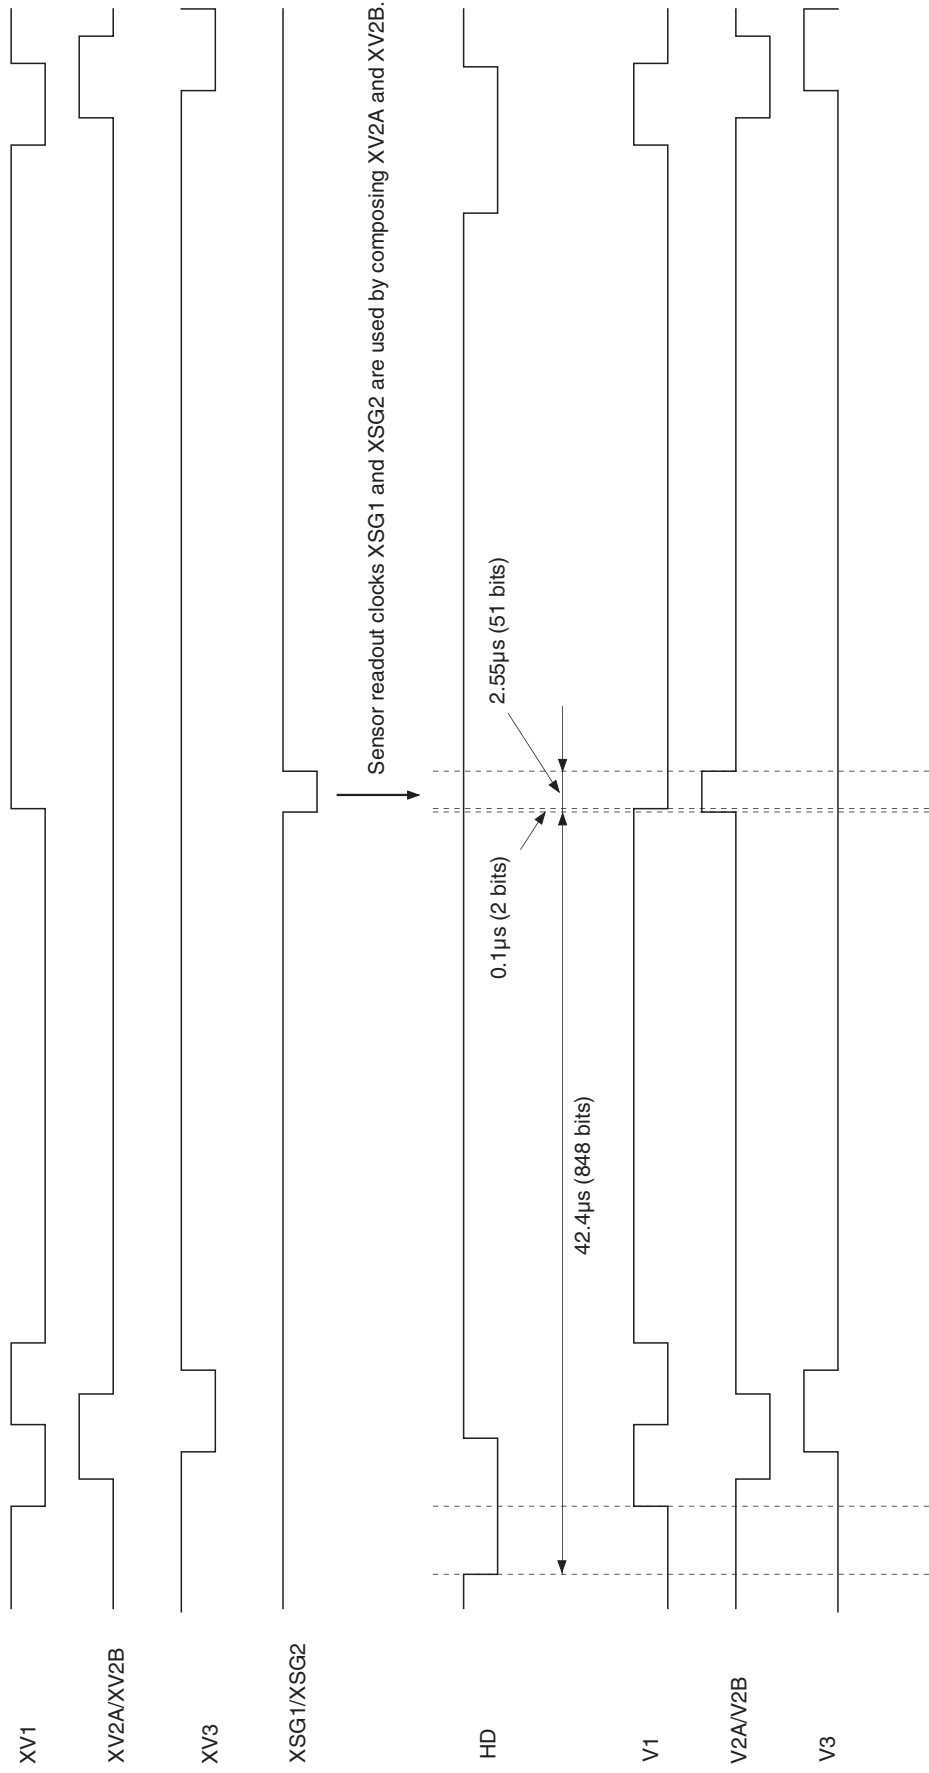 XV1
XV2A/XV2B
XV3
XSG1/XSG2
Sensor readout clocks XSG1 and XSG2 are used by composing XV2A and XV2B.
HD
2.55µs (51 bits)
0.1µs (2 bits)
42.4µs (848 bits)
V1
V2A/V2B
V3